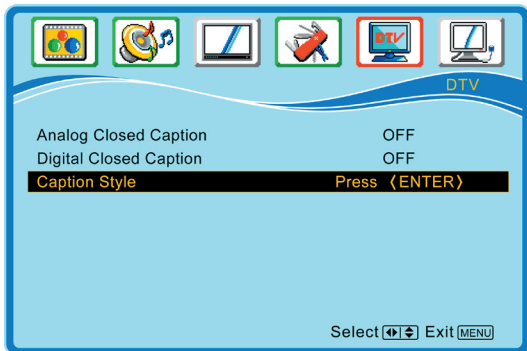 DTV
DTV
Analog Closed Caption OFF
Digital Closed Caption OFF
Caption Style Press 〈ENTER〉
Select Exit MENU